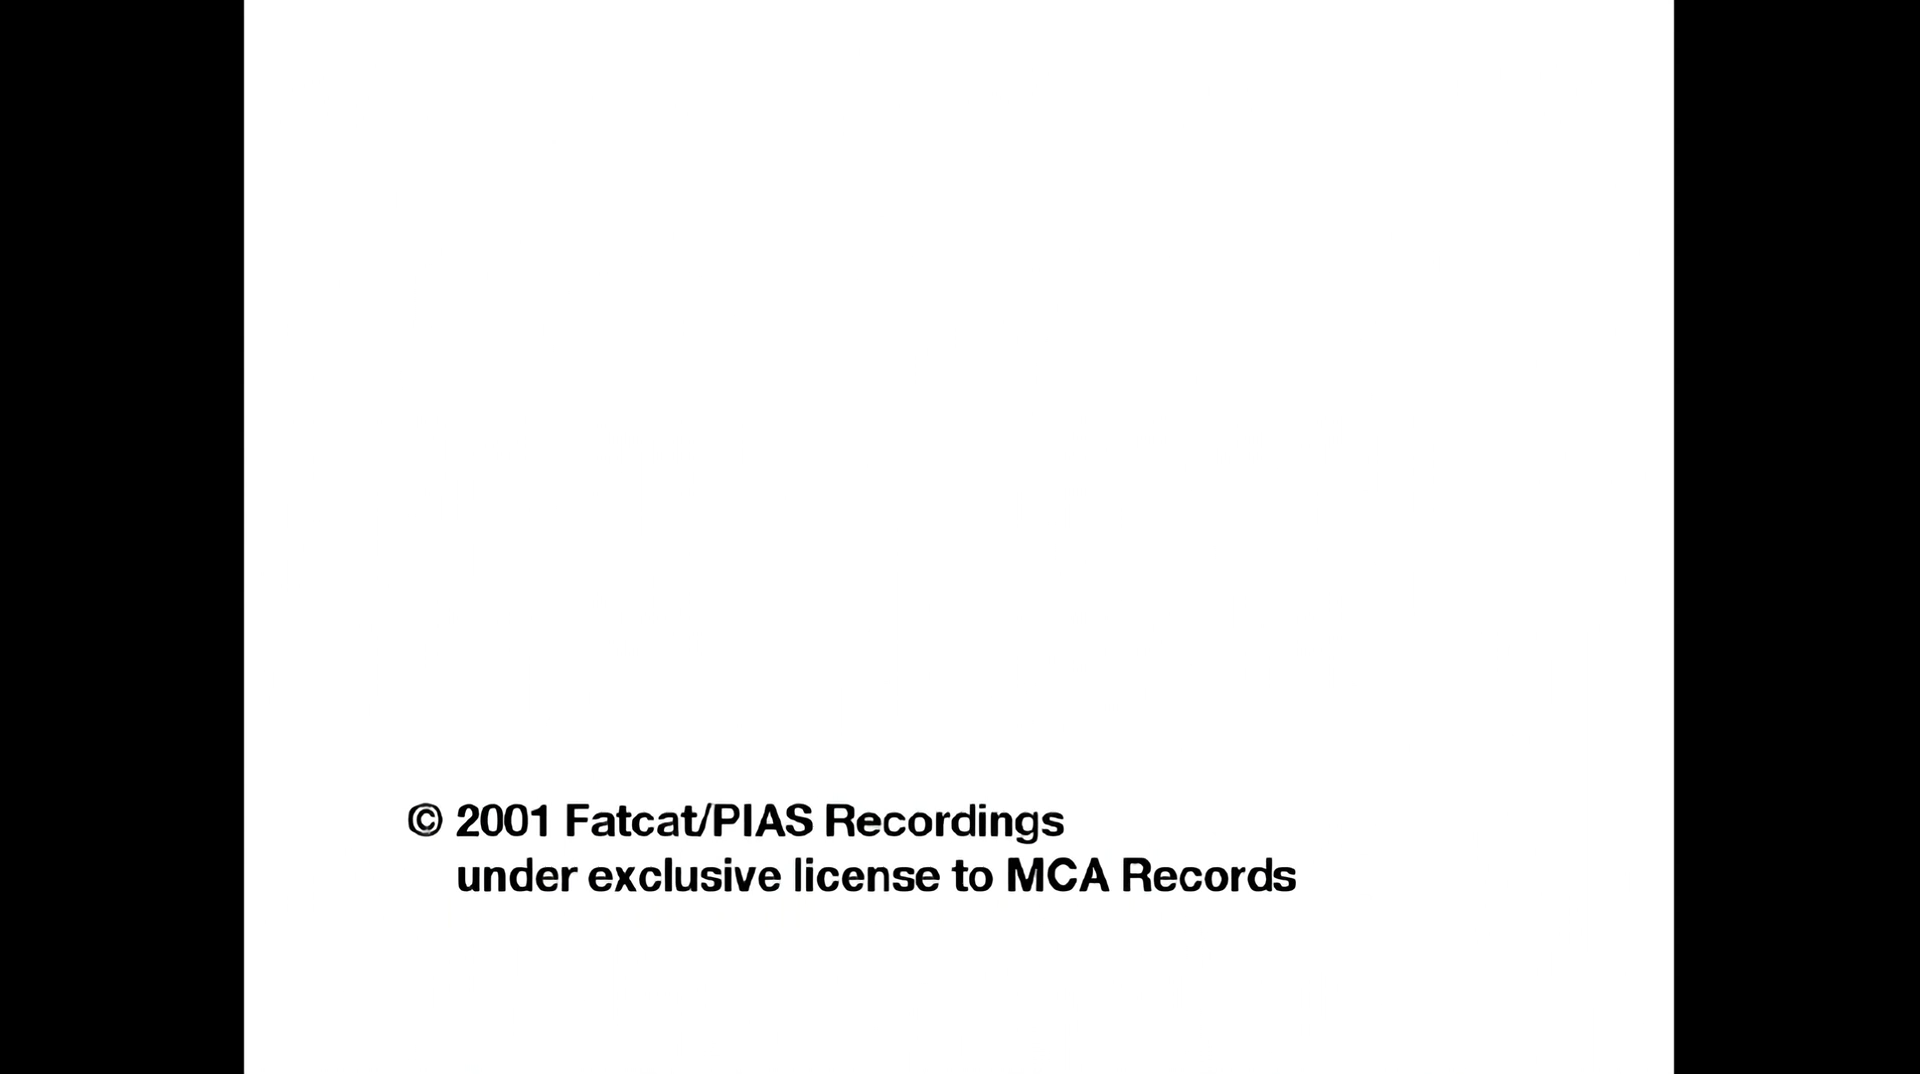 © 2001 Fatcat/PIAS Recordings
under exclusive license to MCA Records